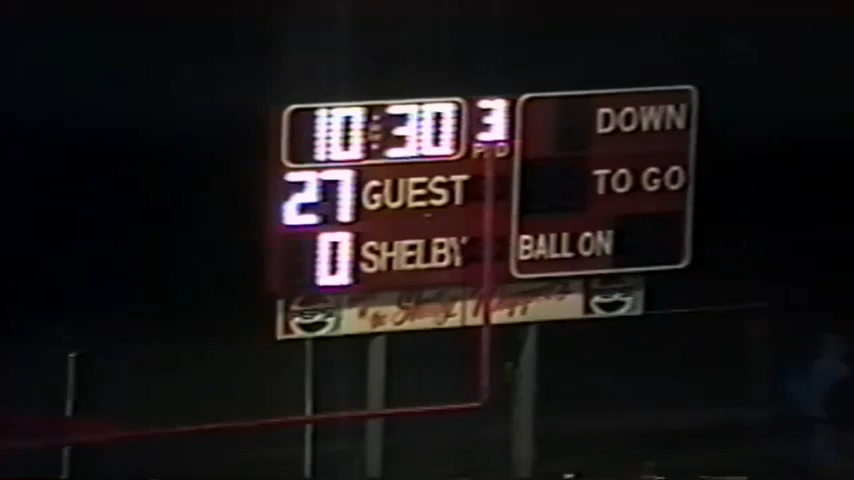 10:30 3
P/D
DOWN
27 GUEST
TO GO
0 SHELBY
BALL ON